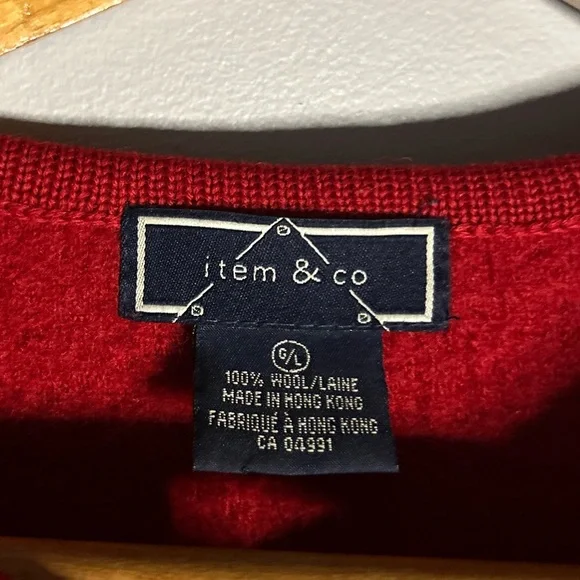 item & co
G/L
100% WOOL/LAINE
MADE IN HONG KONG
FABRIQUÉ À HONG KONG
CA 04991